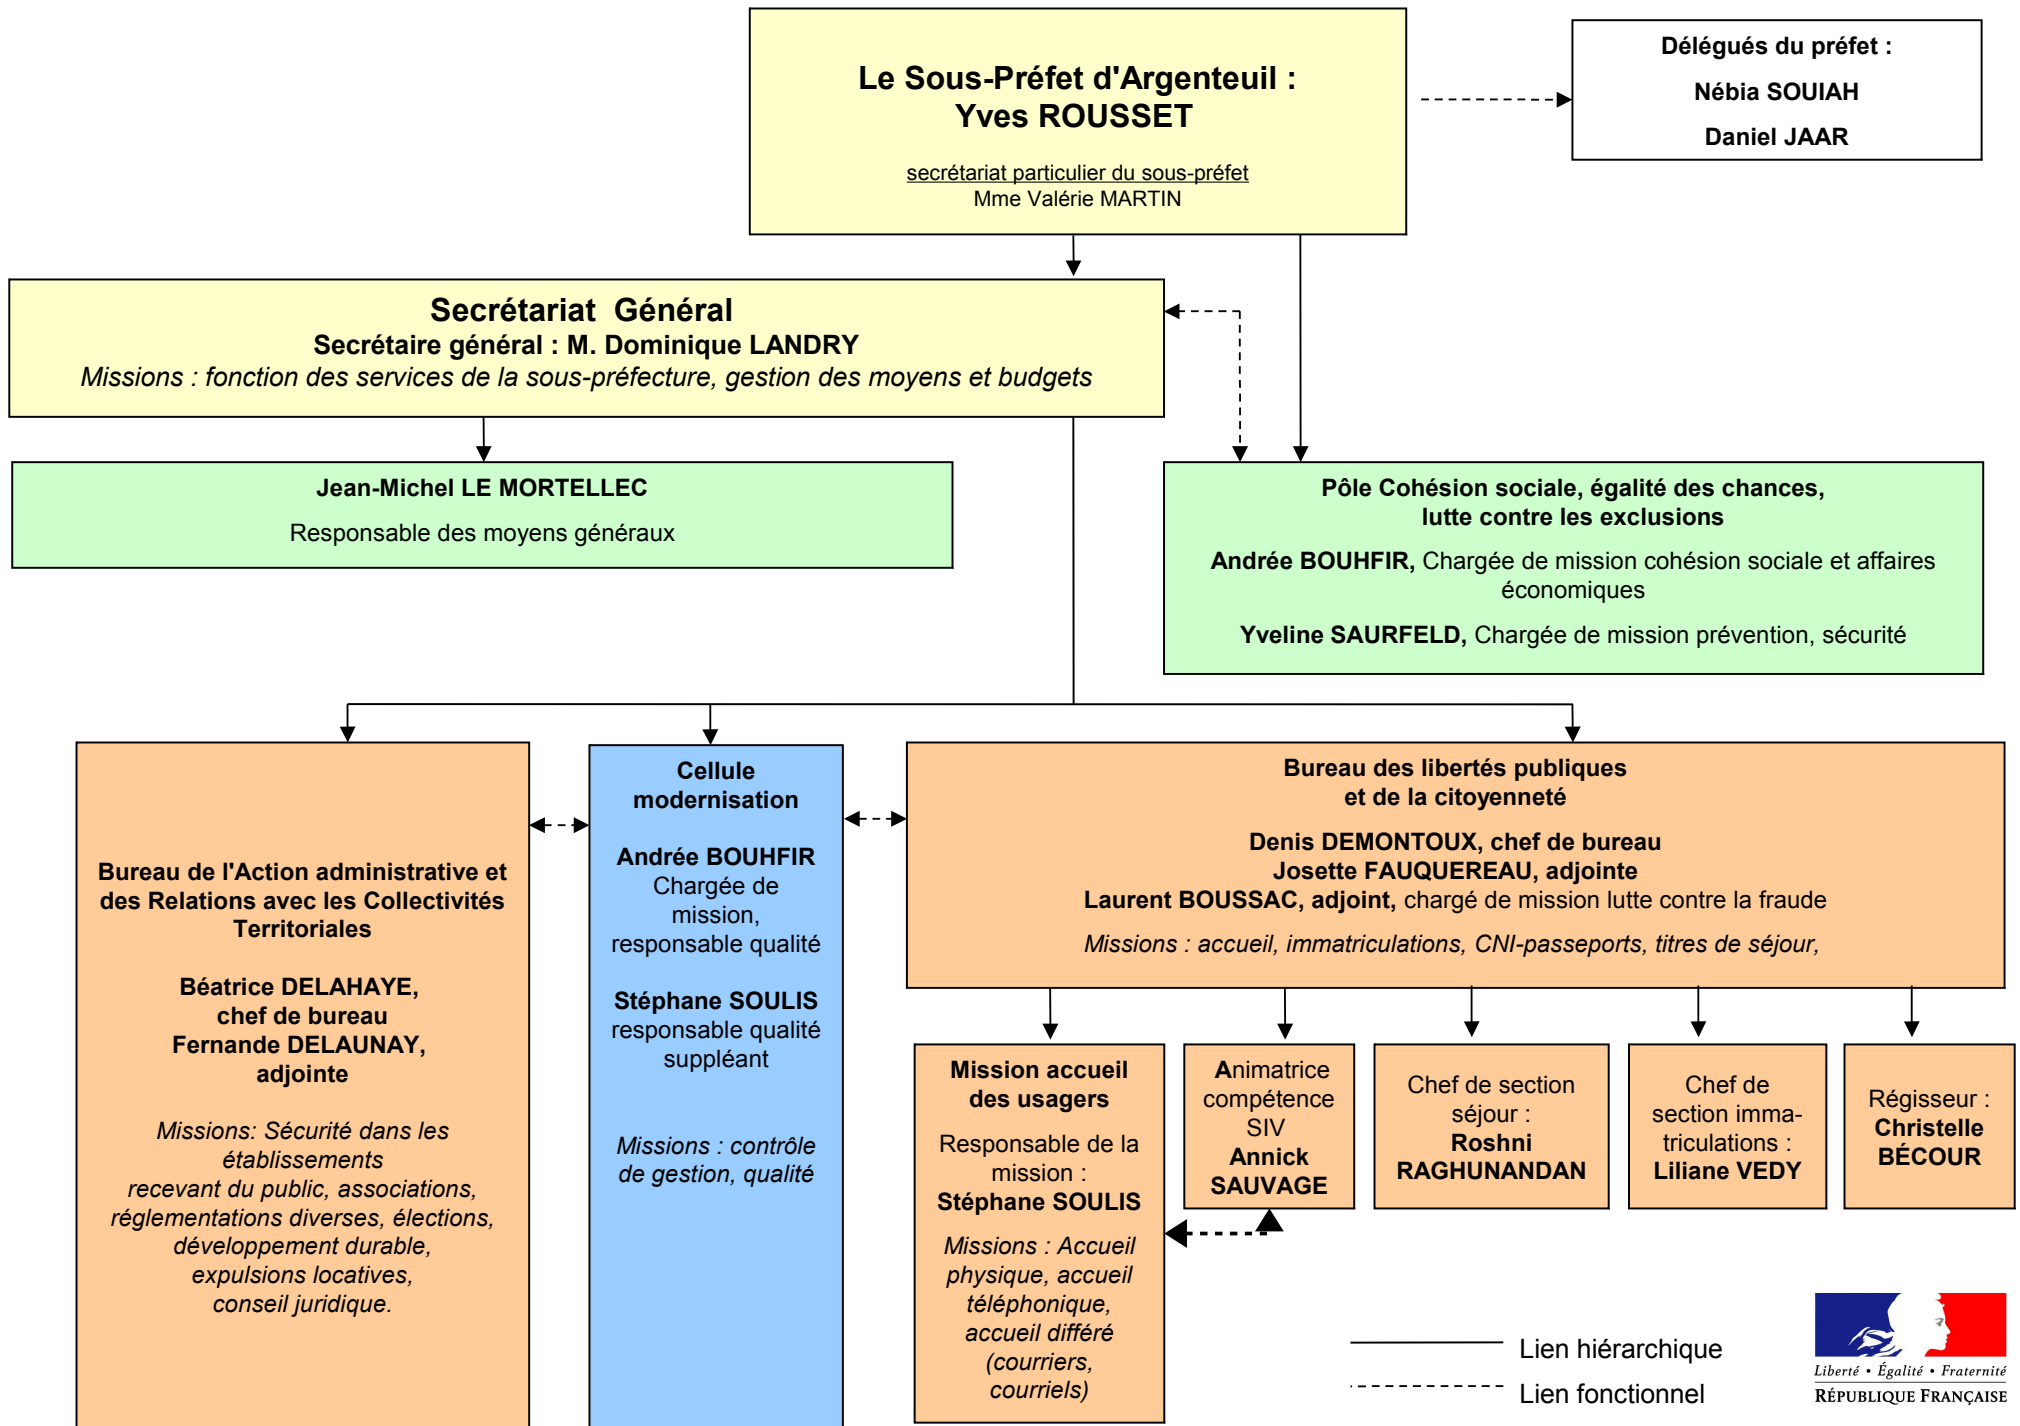 Le Sous-Préfet d'Argenteuil :
Yves ROUSSET
secrétariat particulier du sous-préfet
Mme Valérie MARTIN
Délégués du préfet :
Nébia SOUIAH
Daniel JAAR
Secrétariat  Général
Secrétaire général : M. Dominique LANDRY
Missions : fonction des services de la sous-préfecture, gestion des moyens et budgets
Jean-Michel LE MORTELLEC
Responsable des moyens généraux
Pôle Cohésion sociale, égalité des chances,
lutte contre les exclusions
Andrée BOUHFIR, Chargée de mission cohésion sociale et affaires
économiques
Yveline SAURFELD, Chargée de mission prévention, sécurité
Bureau de l'Action administrative et
des Relations avec les Collectivités
Territoriales
Béatrice DELAHAYE,
chef de bureau
Fernande DELAUNAY,
adjointe
Missions: Sécurité dans les
établissements
recevant du public, associations,
réglementations diverses, élections,
développement durable,
expulsions locatives,
conseil juridique.
Cellule
modernisation
Andrée BOUHFIR
Chargée de
mission,
responsable qualité
Stéphane SOULIS
responsable qualité
suppléant
Missions : contrôle
de gestion, qualité
Bureau des libertés publiques
et de la citoyenneté
Denis DEMONTOUX, chef de bureau
Josette FAUQUEREAU, adjointe
Laurent BOUSSAC, adjoint, chargé de mission lutte contre la fraude
Missions : accueil, immatriculations, CNI-passeports, titres de séjour,
Mission accueil
des usagers
Responsable de la
mission :
Stéphane SOULIS
Missions : Accueil
physique, accueil
téléphonique,
accueil différé
(courriers,
courriels)
Animatrice
compétence
SIV
Annick
SAUVAGE
Chef de section
séjour :
Roshni
RAGHUNANDAN
Chef de
section imma-
triculations :
Liliane VEDY
Régisseur :
Christelle
BÉCOUR
Lien hiérarchique
Lien fonctionnel
Liberté • Égalité • Fraternité
RÉPUBLIQUE FRANÇAISE